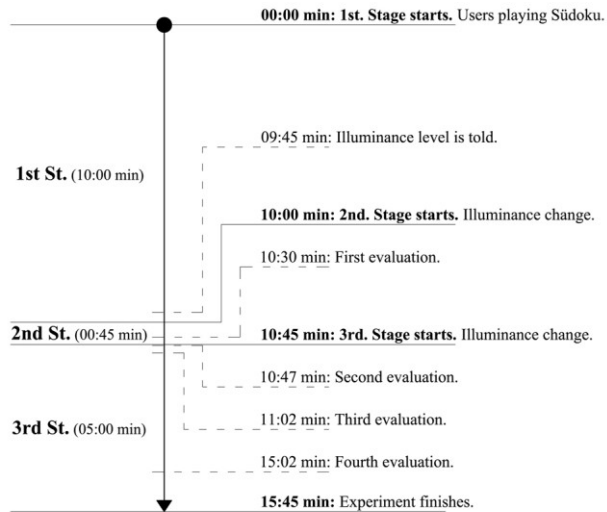 00:00 min: 1st. Stage starts. Users playing Südoku.
09:45 min: Illuminance level is told.
1st St. (10:00 min)
10:00 min: 2nd. Stage starts. Illuminance change.
10:30 min: First evaluation.
2nd St. (00:45 min)
10:45 min: 3rd. Stage starts. Illuminance change.
10:47 min: Second evaluation.
11:02 min: Third evaluation.
3rd St. (05:00 min)
15:02 min: Fourth evaluation.
15:45 min: Experiment finishes.